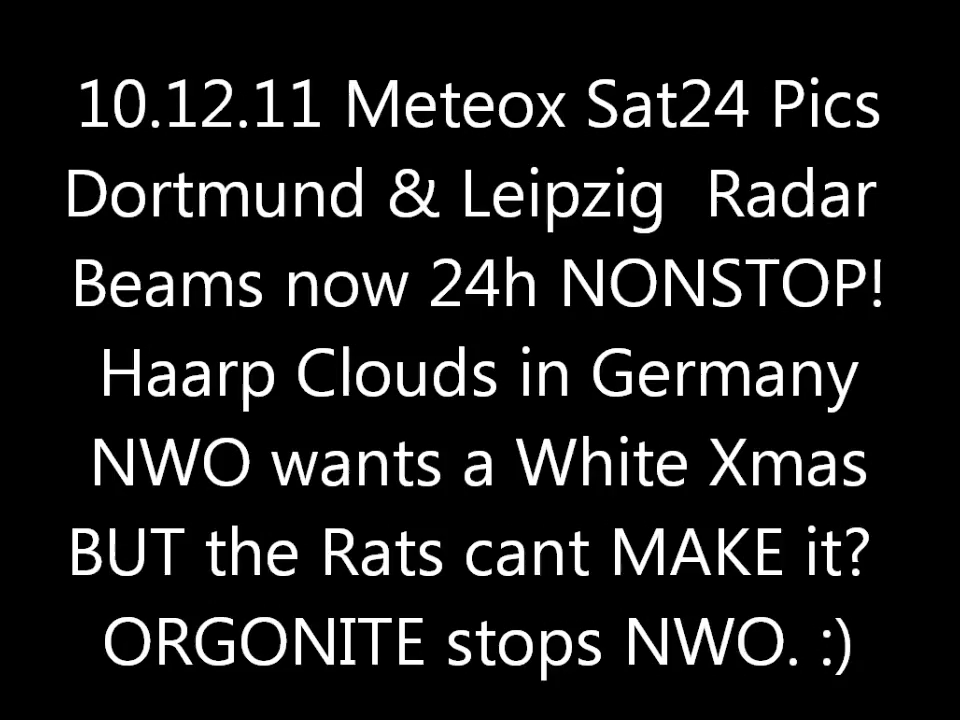 10.12.11 Meteox Sat24 Pics
Dortmund & Leipzig Radar
Beams now 24h NONSTOP!
Haarp Clouds in Germany
NWO wants a White Xmas
BUT the Rats cant MAKE it?
ORGONITE stops NWO. :)